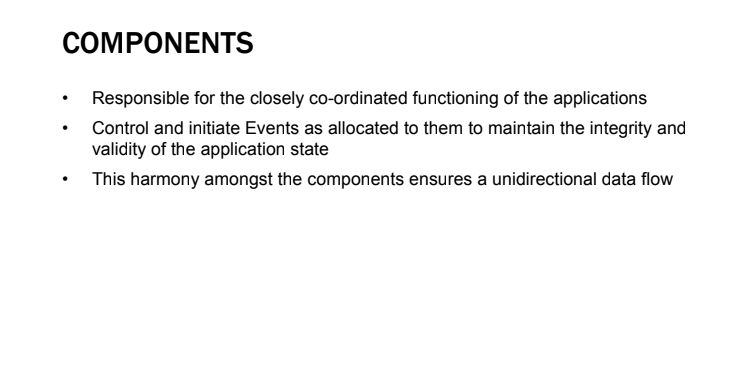 COMPONENTS
• Responsible for the closely co-ordinated functioning of the applications
• Control and initiate Events as allocated to them to maintain the integrity and
validity of the application state
• This harmony amongst the components ensures a unidirectional data flow